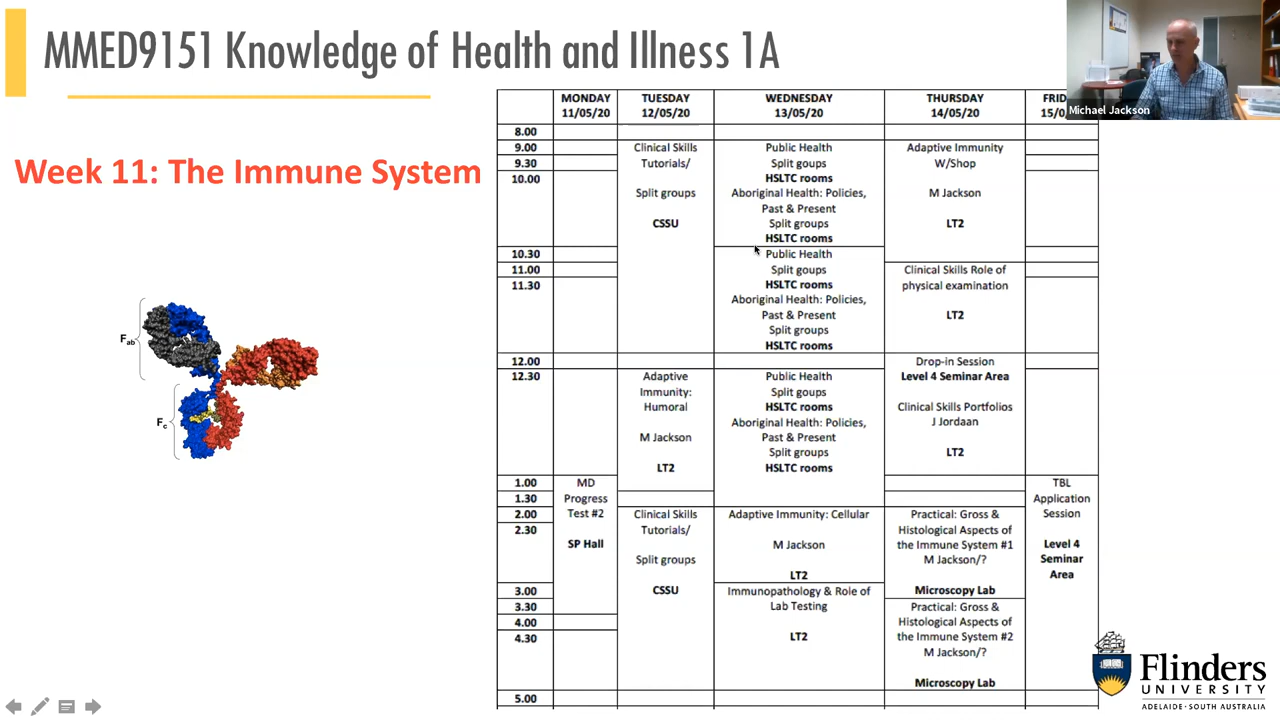 MMED9151 Knowledge of Health and Illness 1A
Michael Jackson
Week 11: The Immune System
Fab
Fc
MONDAY
11/05/20
TUESDAY
12/05/20
WEDNESDAY
13/05/20
THURSDAY
14/05/20
FRID
15/0
8.00
9.00
9.30
10.00
10.30
11.00
11.30
12.00
12.30
1.00
1.30
2.00
2.30
3.00
3.30
4.00
4.30
5.00
MD
Progress
Test #2
SP Hall
Clinical Skills
Tutorials/
Split groups
CSSU
Adaptive
Immunity:
Humoral
M Jackson
LT2
Clinical Skills
Tutorials/
Split groups
CSSU
Public Health
Split goups
HSLTC rooms
Aboriginal Health: Policies,
Past & Present
Split groups
HSLTC rooms
Public Health
Split goups
HSLTC rooms
Aboriginal Health: Policies,
Past & Present
Split groups
HSLTC rooms
Public Health
Split goups
HSLTC rooms
Aboriginal Health: Policies,
Past & Present
Split groups
HSLTC rooms
Adaptive Immunity: Cellular
M Jackson
LT2
Immunopathology & Role of
Lab Testing
LT2
Adaptive Immunity
W/Shop
M Jackson
LT2
Clinical Skills Role of
physical examination
LT2
Drop-in Session
Level 4 Seminar Area
Clinical Skills Portfolios
J Jordaan
LT2
Practical: Gross &
Histological Aspects of
the Immune System #1
M Jackson/?
Microscopy Lab
Practical: Gross &
Histological Aspects of
the Immune System #2
M Jackson/?
Microscopy Lab
TBL
Application
Session
Level 4
Seminar
Area
Flinders
UNIVERSITY
ADELAIDE · SOUTH AUSTRALIA